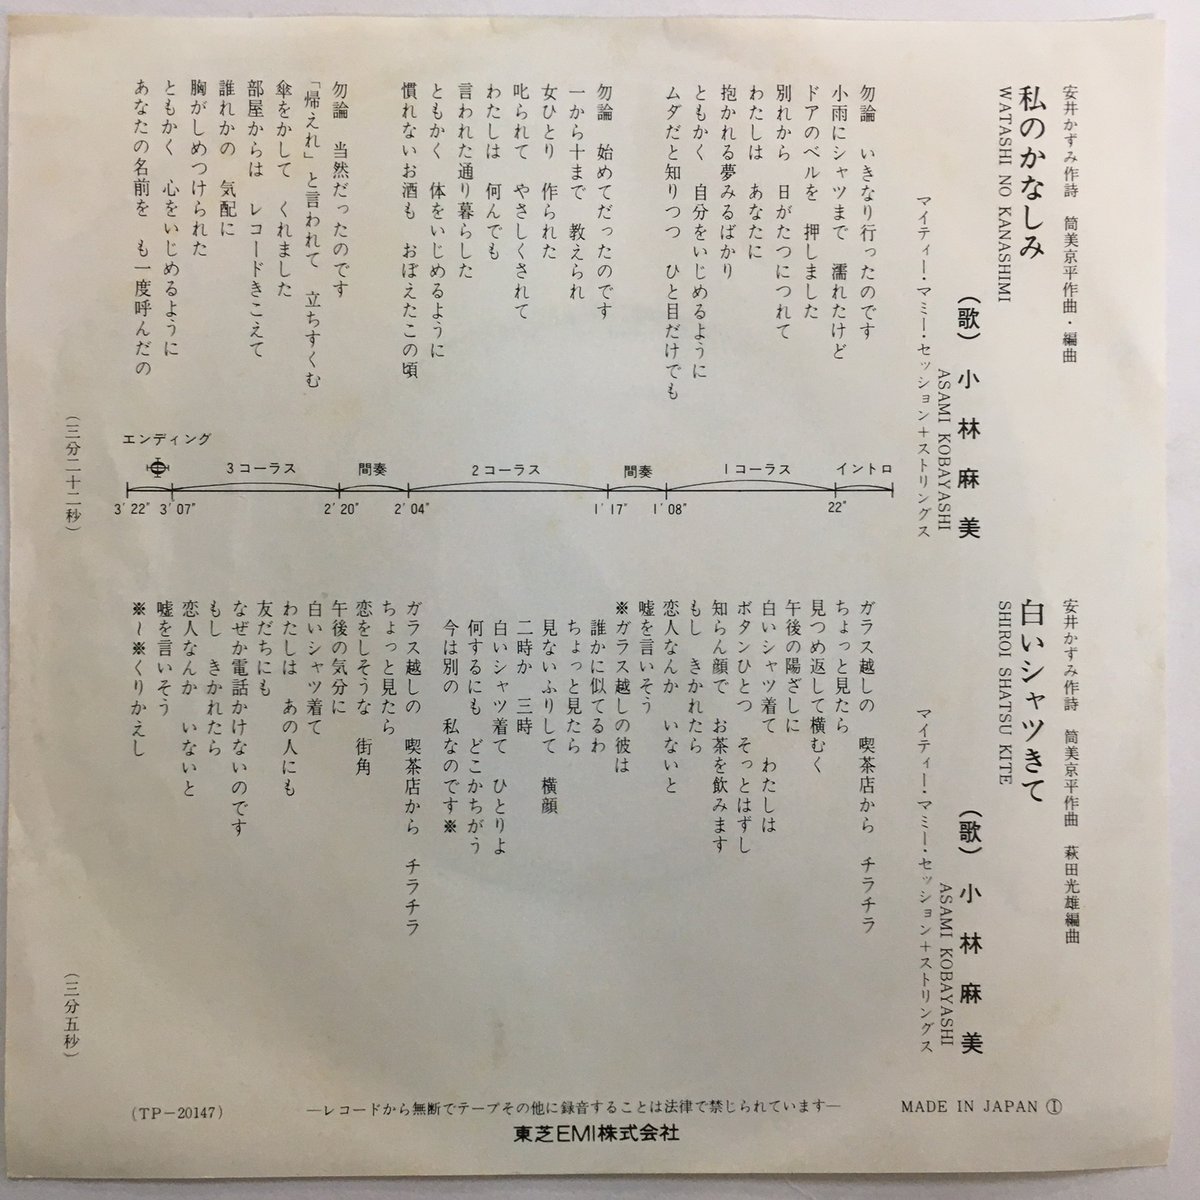 安井かずみ作詩　筒美京平作曲・編曲
私のかなしみ
WATASHI NO KANASHIMI
（歌）小林麻美
ASAMI KOBAYASHI
マイティー・マミー・セッション＋ストリングス
勿論　いきなり行ったのです
小雨にシャツまで　濡れたけど
ドアのベルを　押しました
別れから　日がたつにつれて
わたしは　あなたに
抱かれる夢みるばかり
ともかく　自分をいじめるように
ムダだと知りつつ　ひと目だけでも
勿論　始めてだったのです
一から十まで　教えられ
女ひとり　作られた
叱られて　やさしくされて
わたしは　何んでも
言われた通り暮らした
ともかく　体をいじめるように
慣れないお酒も　おぼえたこの頃
勿論　当然だったのです
「帰えれ」と言われて　立ちすくむ
傘をかして　くれました
部屋からは　レコードきこえて
誰れかの　気配に
胸がしめつけられた
ともかく　心をいじめるように
あなたの名前を　も一度呼んだの
（三分二十二秒）
エンディング　3コーラス　間奏　2コーラス　間奏　1コーラス　イントロ
3′22″　3′07″　2′20″　2′04″　1′17″　1′08″　22″
安井かずみ作詩　筒美京平作曲　萩田光雄編曲
白いシャツきて
SHIROI SHATSU KITE
（歌）小林麻美
ASAMI KOBAYASHI
マイティー・マミー・セッション＋ストリングス
ガラス越しの　喫茶店から　チラチラ
ちょっと見たら
見つめ返して横むく
午後の陽ざしに
白いシャツ着て　わたしは
ボタンひとつ　そっとはずし
知らん顔で　お茶を飲みます
もし　きかれたら
恋人なんか　いないと
嘘を言いそう
※ガラス越しの彼は
誰かに似てるわ
ちょっと見たら
見ないふりして　横顔
二時か　三時
白いシャツ着て　ひとりよ
何するにも　どこかちがう
今は別の　私なのです※
ガラス越しの　喫茶店から　チラチラ
ちょっと見たら
恋をしそうな　街角
午後の気分に
白いシャツ着て
わたしは　あの人にも
友だちにも
なぜか電話かけないのです
もし　きかれたら
恋人なんか　いないと
嘘を言いそう
※〜※くりかえし
（三分五秒）
(TP-20147)
―レコードから無断でテープその他に録音することは法律で禁じられています―
MADE IN JAPAN Ⓘ
東芝EMI株式会社